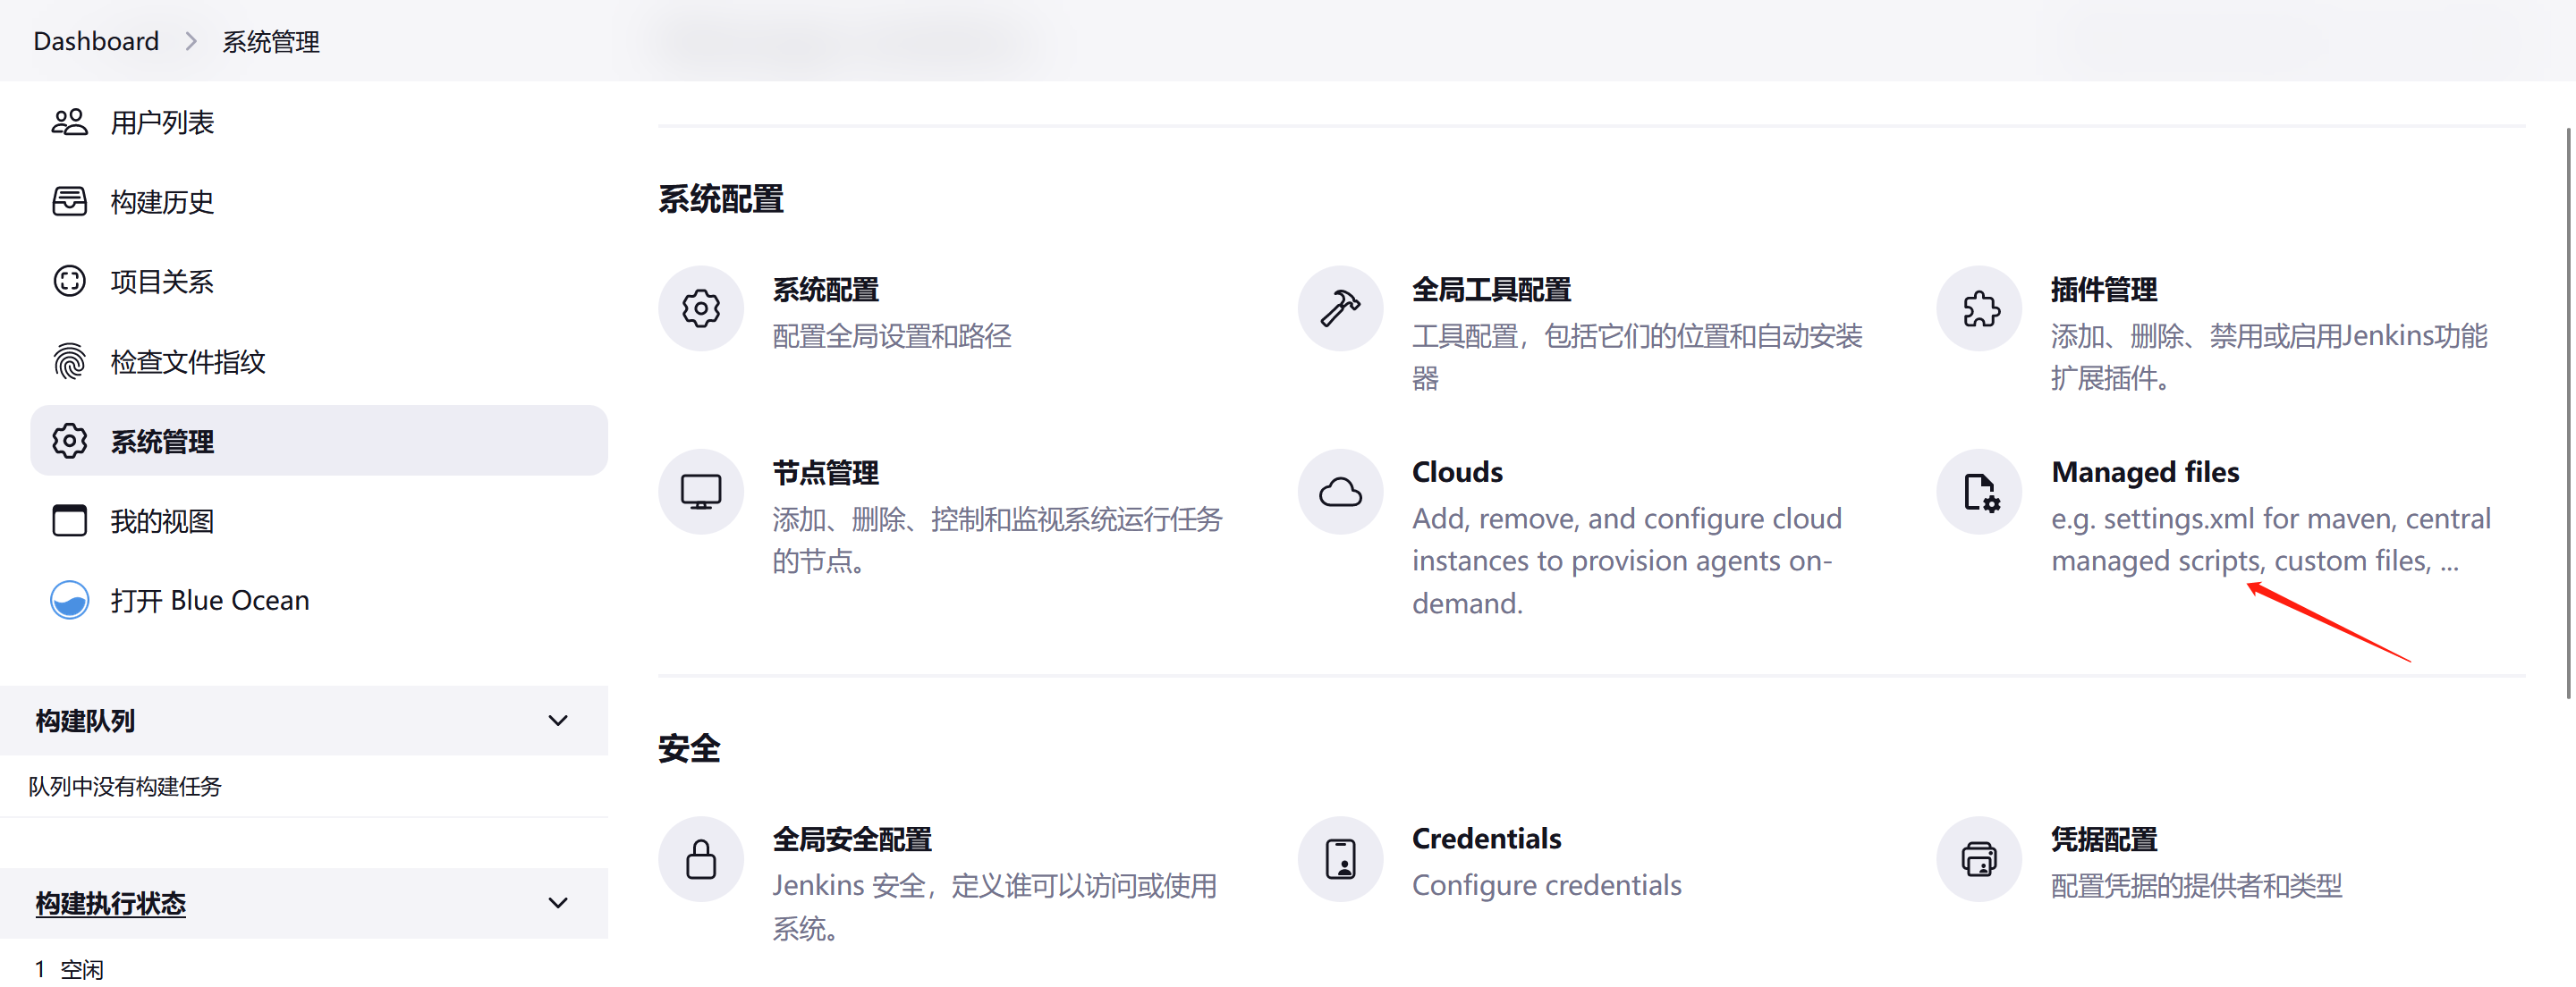 Dashboard > 系统管理
用户列表
构建历史
项目关系
检查文件指纹
系统管理
我的视图
打开 Blue Ocean
构建队列
队列中没有构建任务
构建执行状态
1 空闲
系统配置
系统配置
配置全局设置和路径
全局工具配置
工具配置，包括它们的位置和自动安装
器
插件管理
添加、删除、禁用或启用Jenkins功能
扩展插件。
节点管理
添加、删除、控制和监视系统运行任务
的节点。
Clouds
Add, remove, and configure cloud
instances to provision agents on-
demand.
Managed files
e.g. settings.xml for maven, central
managed scripts, custom files, ...
安全
全局安全配置
Jenkins 安全，定义谁可以访问或使用
系统。
Credentials
Configure credentials
凭据配置
配置凭据的提供者和类型